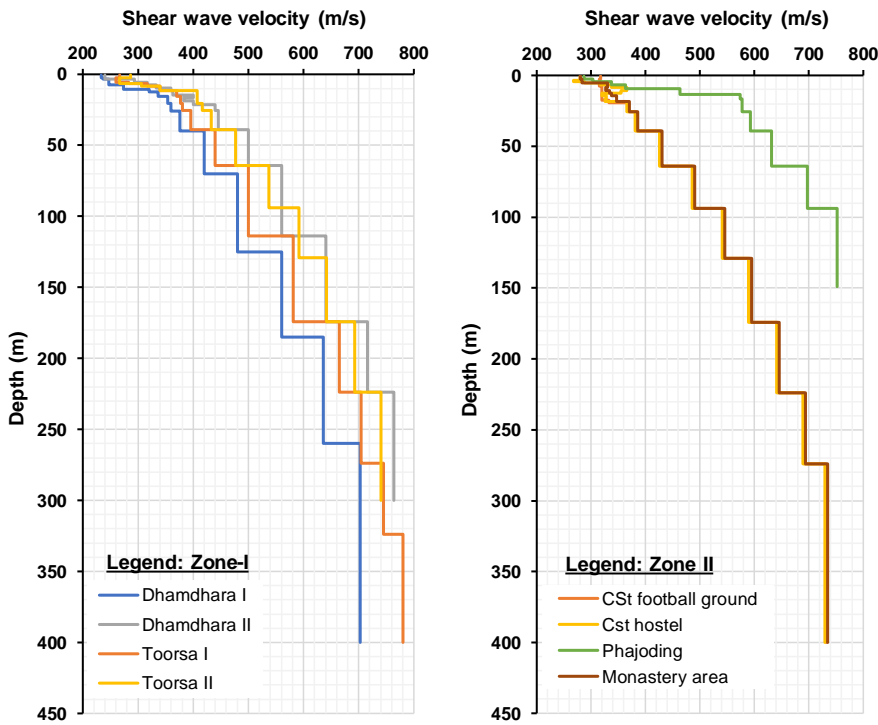 Shear wave velocity (m/s)
200 300 400 500 600 700 800
0
50
100
150
200
250
300
350
400
450
Depth (m)
Legend: Zone-I
Dhamdhara I
Dhamdhara II
Toorsa I
Toorsa II
Shear wave velocity (m/s)
200 300 400 500 600 700 800
0
50
100
150
200
250
300
350
400
450
Depth (m)
Legend: Zone II
CSt football ground
Cst hostel
Phajoding
Monastery area